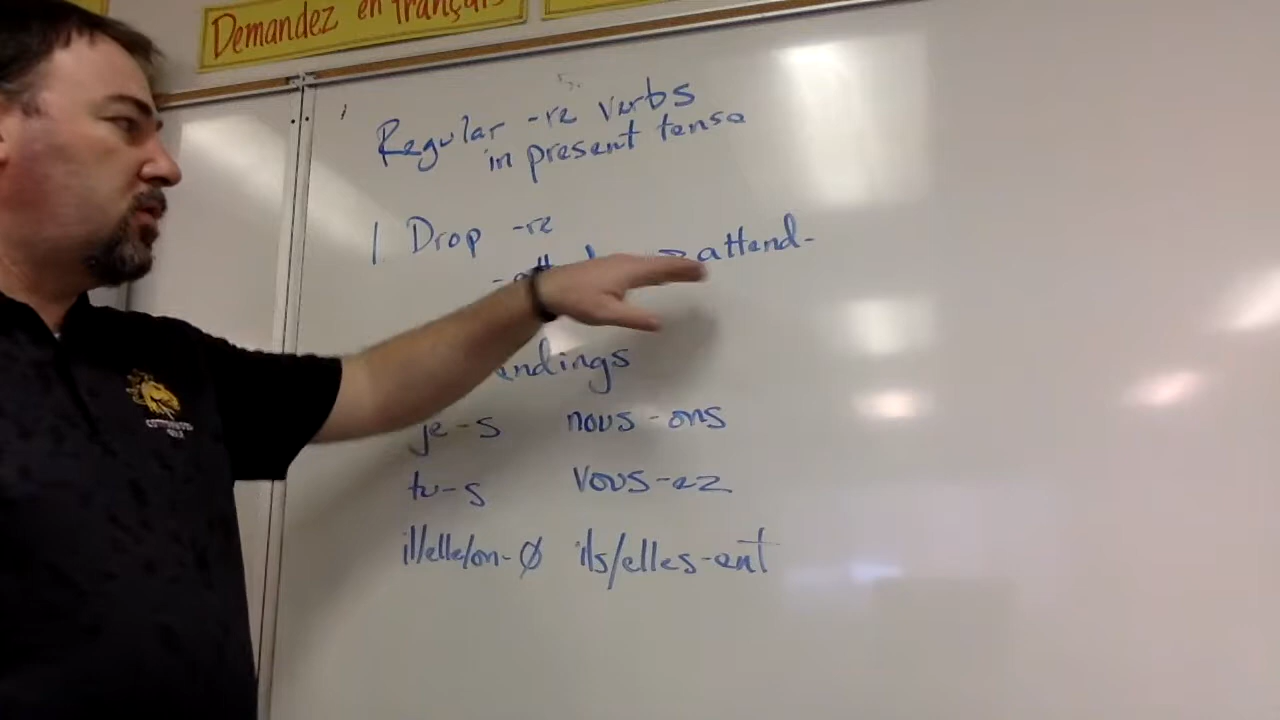 Demandez en français
Regular -re verbs
in present tense
1 Drop -re
attend-
endings
je-s nous-ons
tu-s vous-ez
il/elle/on-Ø ils/elles-ent